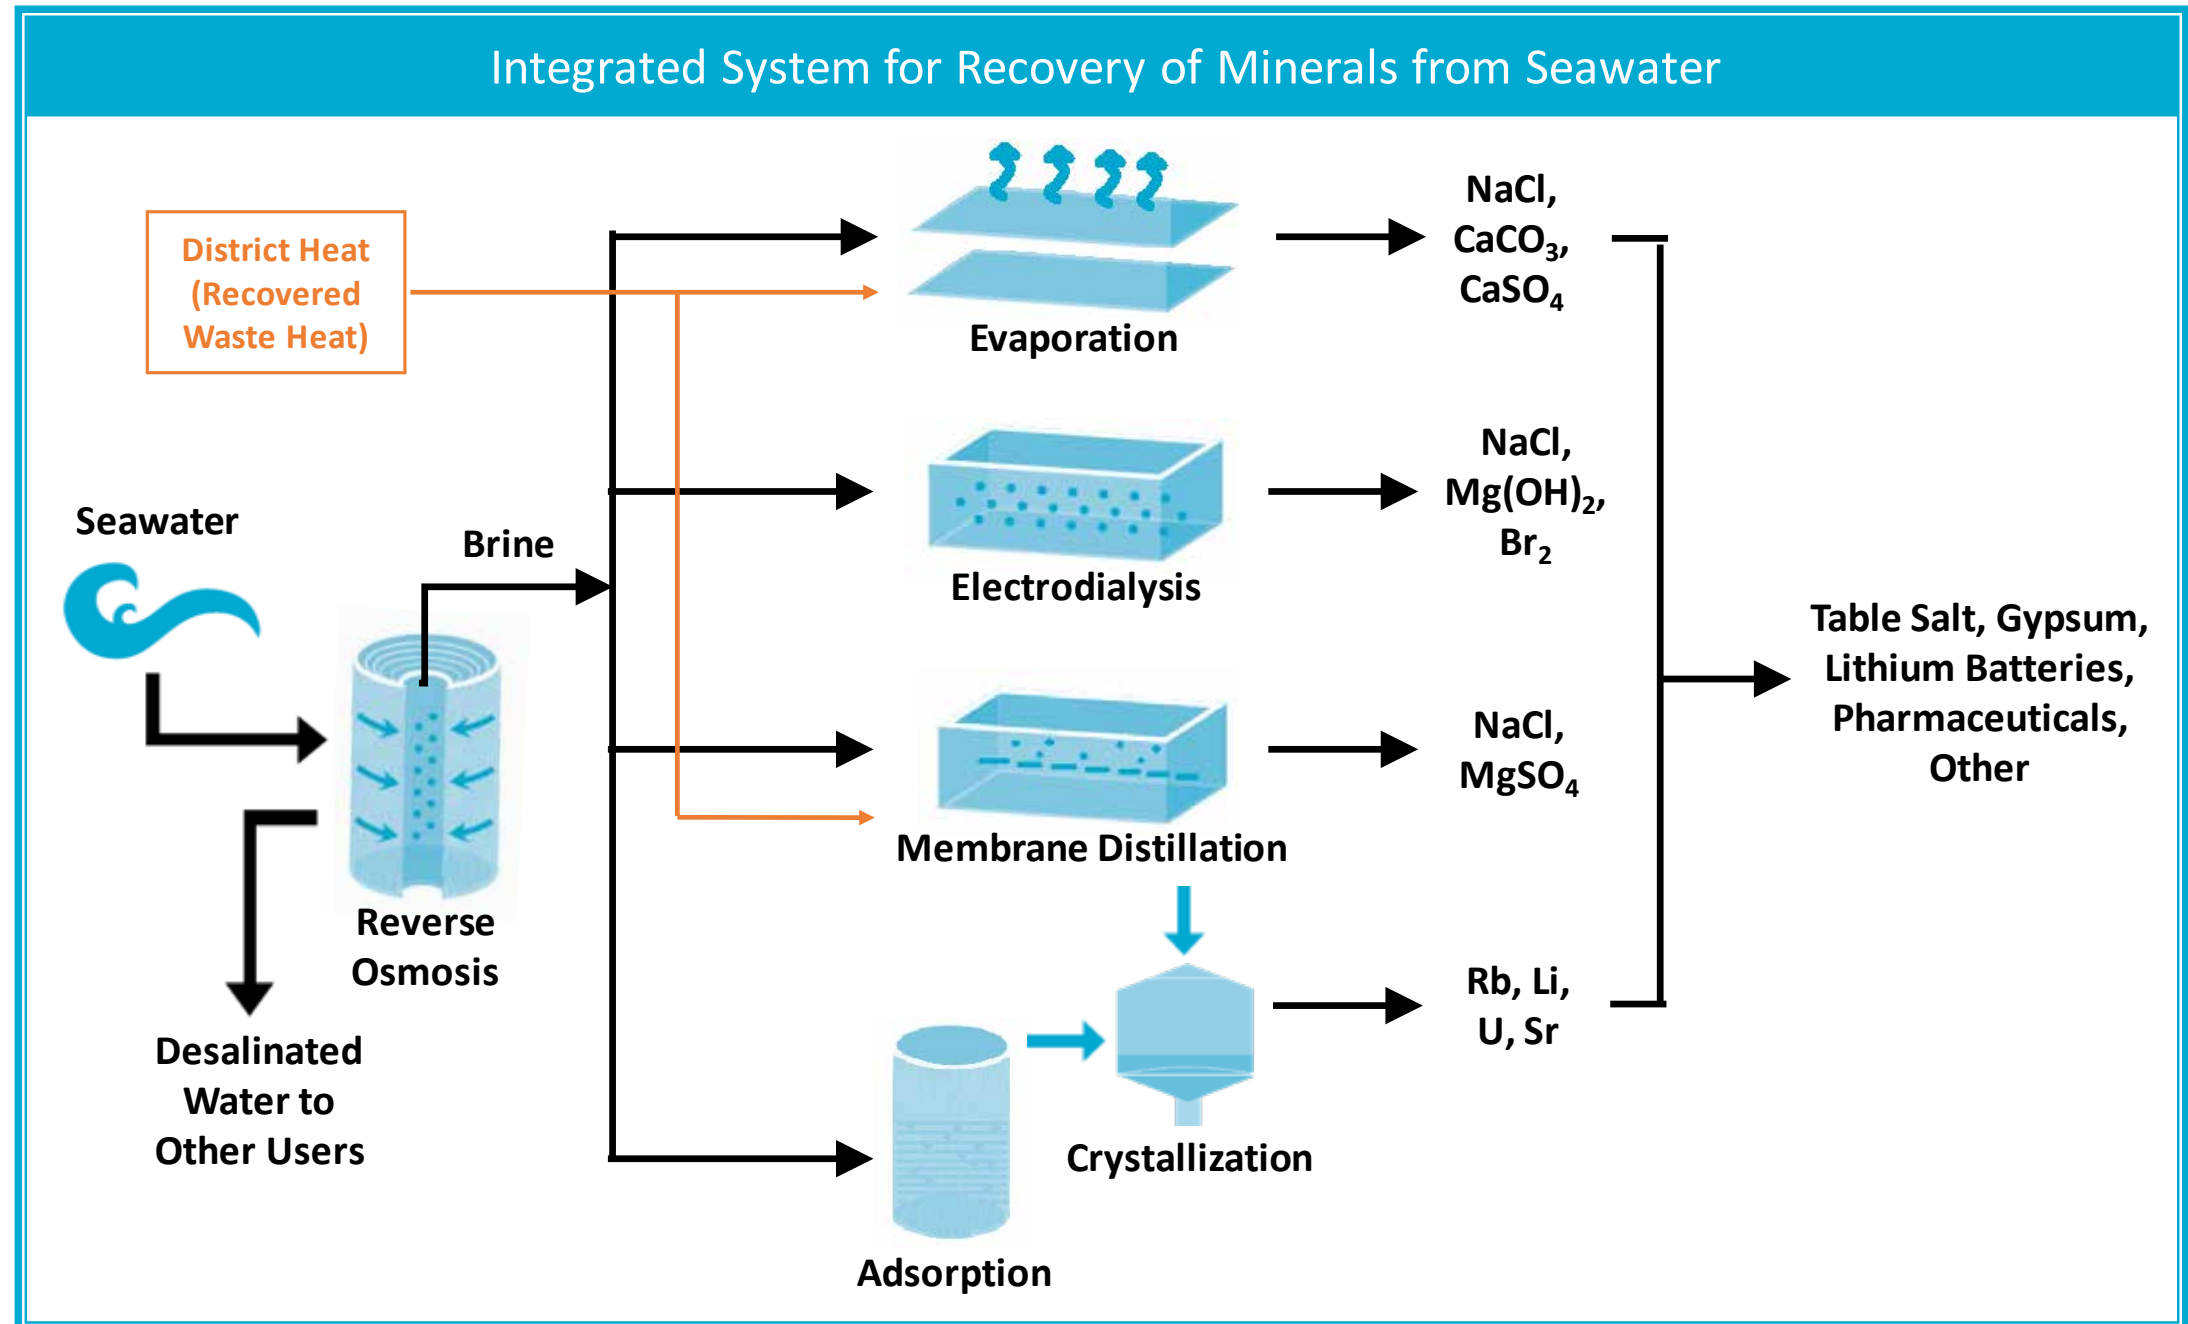 Integrated System for Recovery of Minerals from Seawater
District Heat
(Recovered
Waste Heat)
Seawater
Brine
Reverse
Osmosis
Desalinated
Water to
Other Users
Evaporation
Electrodialysis
Membrane Distillation
Crystallization
Adsorption
NaCl,
CaCO₃,
CaSO₄
NaCl,
Mg(OH)₂,
Br₂
NaCl,
MgSO₄
Rb, Li,
U, Sr
Table Salt, Gypsum,
Lithium Batteries,
Pharmaceuticals,
Other